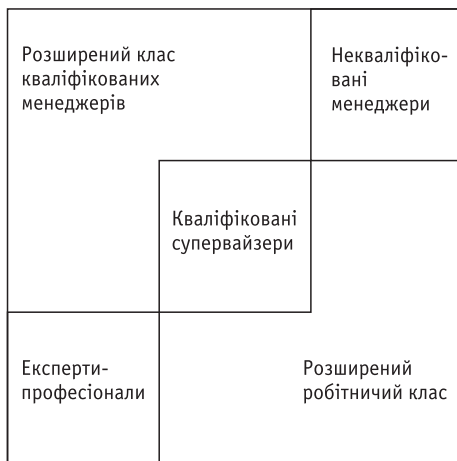 Розширений клас
кваліфікованих
менеджерів
Некваліфіко-
вані
менеджери
Кваліфіковані
супервайзери
Експерти-
професіонали
Розширений
робітничий клас